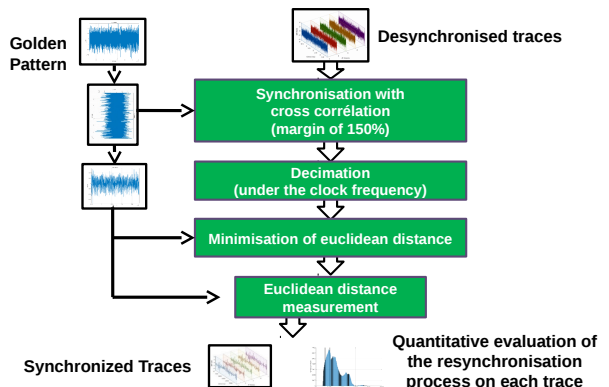 Golden
Pattern
Desynchronised traces
Synchronisation with
cross corrélation
(margin of 150%)
Decimation
(under the clock frequency)
Minimisation of euclidean distance
Euclidean distance
measurement
Synchronized Traces
Quantitative evaluation of
the resynchronisation
process on each trace